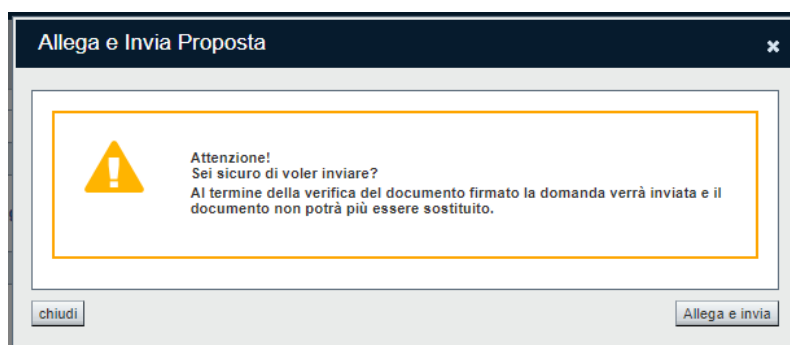 Allega e Invia Proposta
Attenzione!
Sei sicuro di voler inviare?
Al termine della verifica del documento firmato la domanda verrà inviata e il
documento non potrà più essere sostituito.
chiudi
Allega e invia